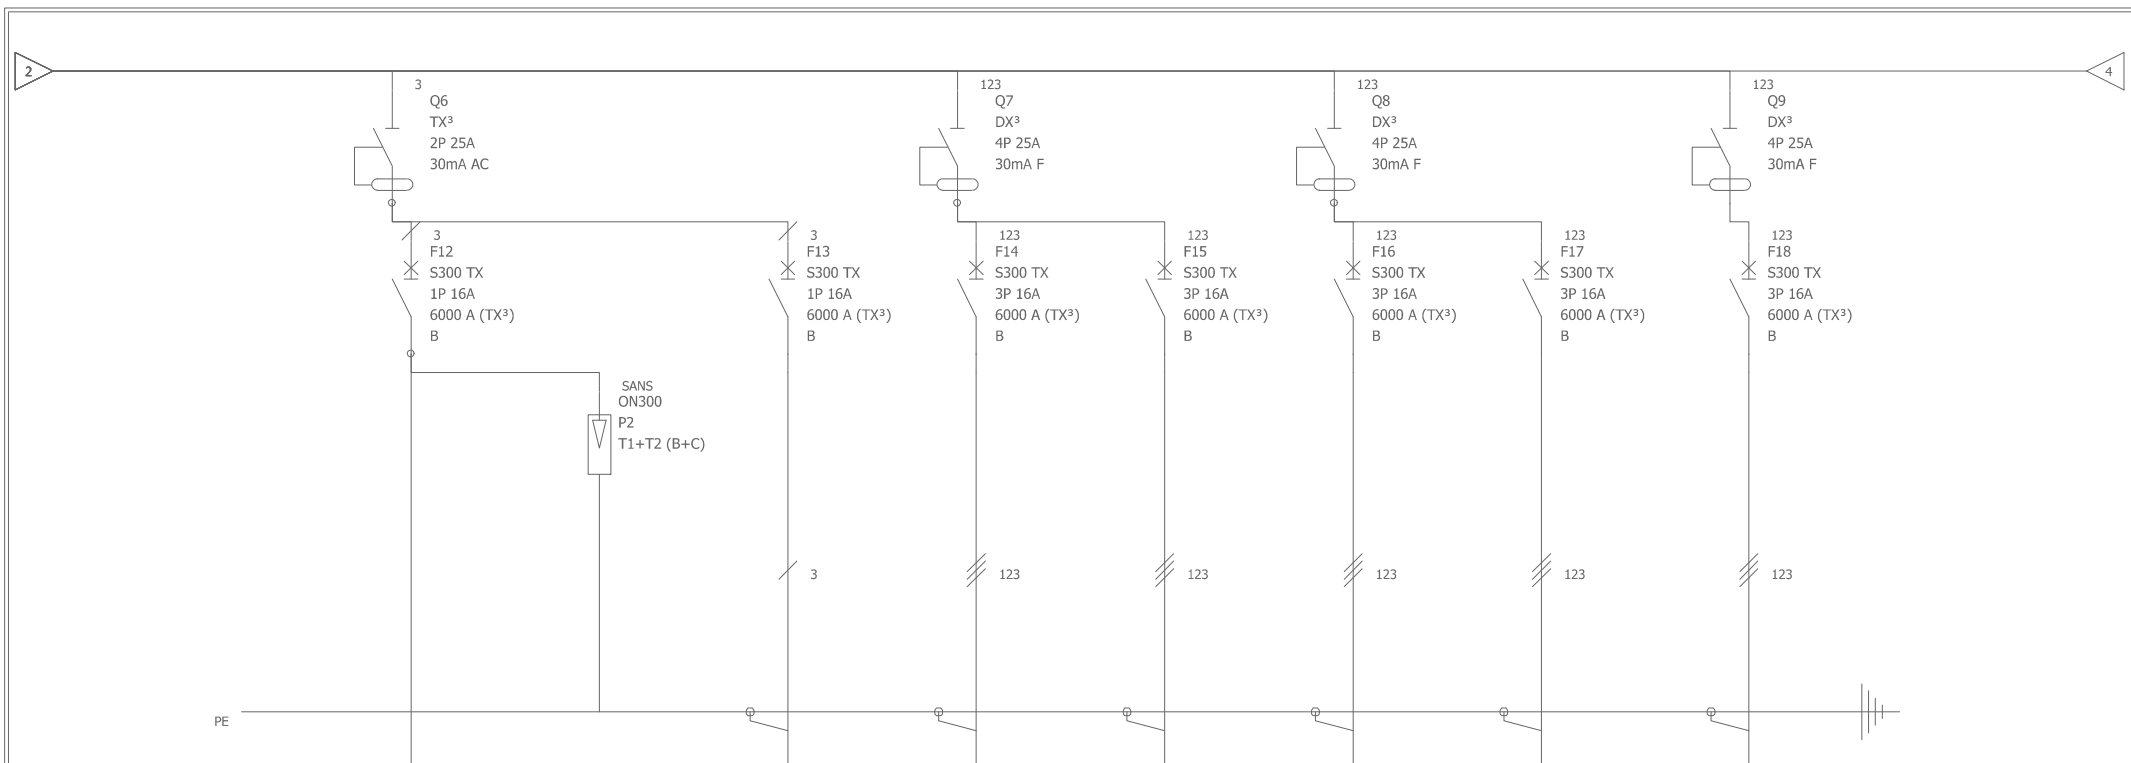 2
4
3
Q6
TX³
2P 25A
30mA AC
123
Q7
DX³
4P 25A
30mA F
123
Q8
DX³
4P 25A
30mA F
123
Q9
DX³
4P 25A
30mA F
3
F12
S300 TX
1P 16A
6000 A (TX³)
B
3
F13
S300 TX
1P 16A
6000 A (TX³)
B
123
F14
S300 TX
3P 16A
6000 A (TX³)
B
123
F15
S300 TX
3P 16A
6000 A (TX³)
B
123
F16
S300 TX
3P 16A
6000 A (TX³)
B
123
F17
S300 TX
3P 16A
6000 A (TX³)
B
123
F18
S300 TX
3P 16A
6000 A (TX³)
B
SANS
ON300
P2
T1+T2 (B+C)
3
123
123
123
123
123
PE